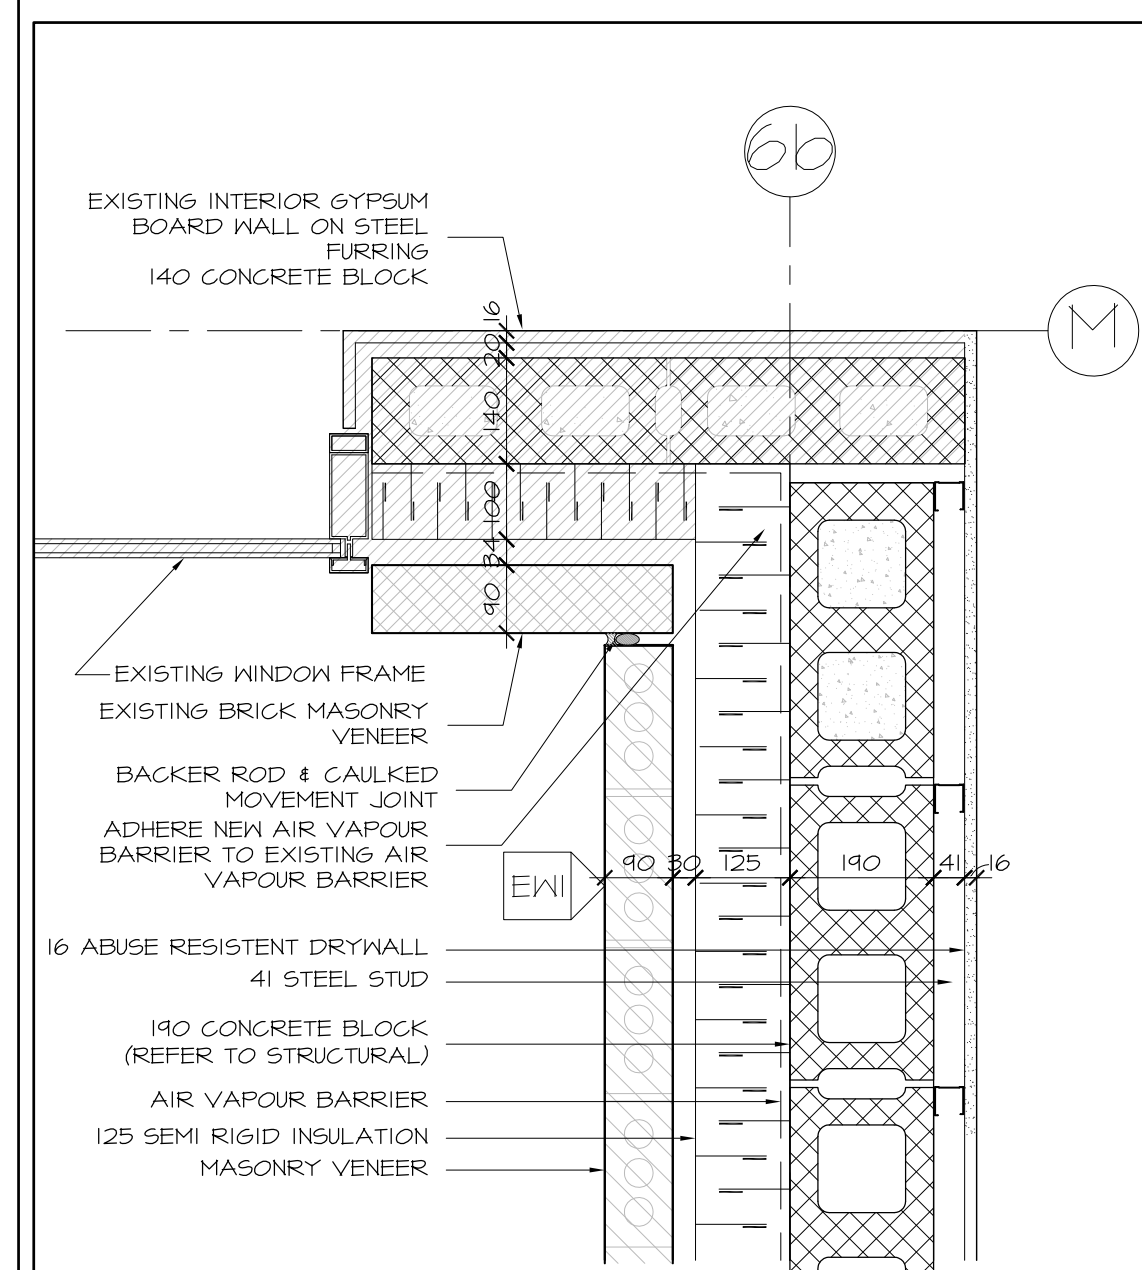 6b
EXISTING INTERIOR GYPSUM
BOARD WALL ON STEEL
FURRING
140 CONCRETE BLOCK
M
16
20
140
100
34
90
EXISTING WINDOW FRAME
EXISTING BRICK MASONRY
VENEER
BACKER ROD & CAULKED
MOVEMENT JOINT
ADHERE NEW AIR VAPOUR
BARRIER TO EXISTING AIR
VAPOUR BARRIER
EW1
90 30 125 190 41 16
16 ABUSE RESISTENT DRYWALL
41 STEEL STUD
190 CONCRETE BLOCK
(REFER TO STRUCTURAL)
AIR VAPOUR BARRIER
125 SEMI RIGID INSULATION
MASONRY VENEER